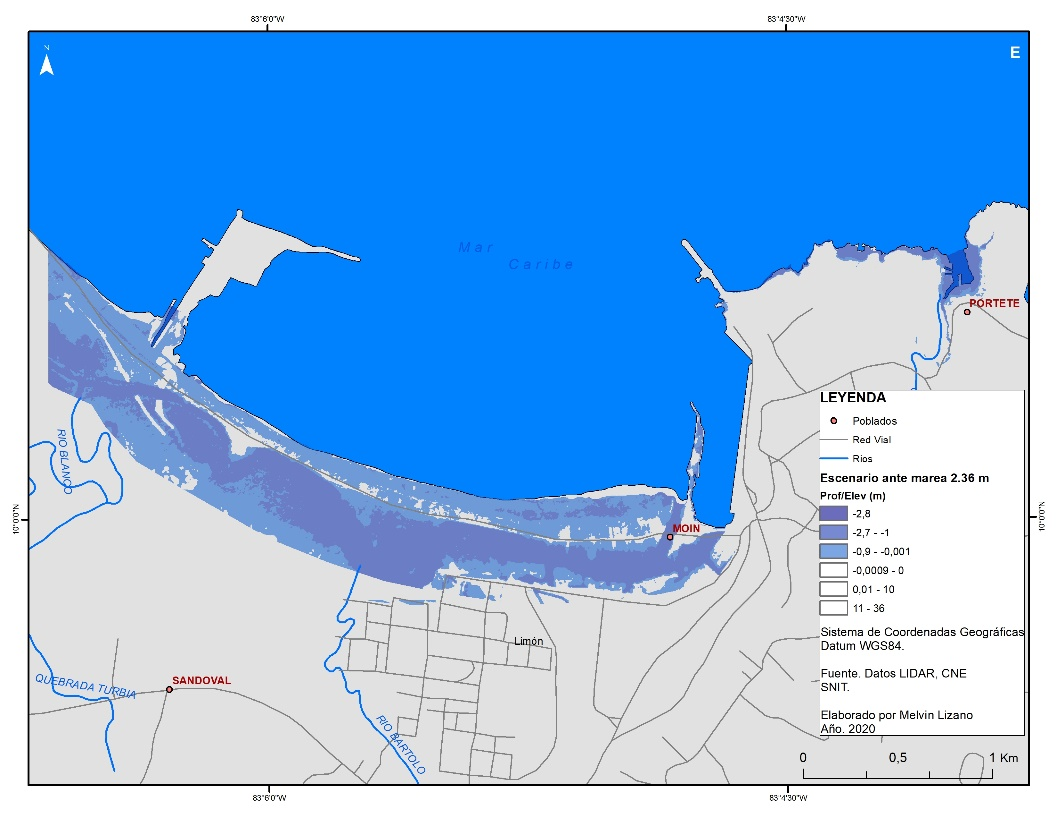 83°6'0"W
83°4'30"W
N
E
Mar
Caribe
PORTETE
RIO BLANCO
10°0'0"N
10°0'0"N
MOIN
LEYENDA
Poblados
Red Vial
Rios
Escenario ante marea 2.36 m
Prof/Elev (m)
-2,8
-2,7 - -1
-0,9 - -0,001
-0,0009 - 0
0,01 - 10
11 - 36
Sistema de Coordenadas Geográficas
Datum WGS84.
Fuente. Datos LIDAR, CNE
SNIT.
Elaborado por Melvin Lizano
Año. 2020
Limón
SANDOVAL
QUEBRADA TURBIA
RIO BARTOLO
0
0,5
1 Km
83°6'0"W
83°4'30"W